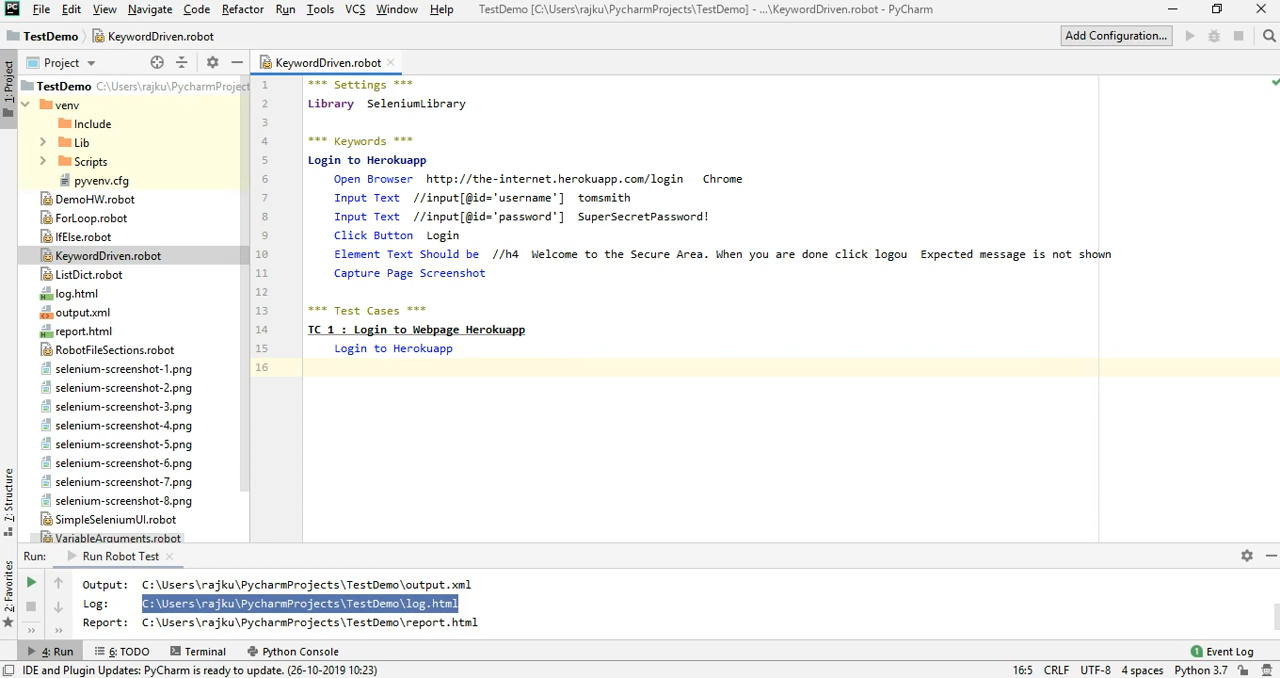 PC File Edit View Navigate Code Refactor Run Tools VCS Window Help TestDemo [C:\Users\rajku\PycharmProjects\TestDemo] - ...\KeywordDriven.robot - PyCharm
TestDemo KeywordDriven.robot Add Configuration...
Project KeywordDriven.robot
1: Project
TestDemo C:\Users\rajku\PycharmProject
venv
Include
Lib
Scripts
pyvenv.cfg
DemoHW.robot
ForLoop.robot
IfElse.robot
KeywordDriven.robot
ListDict.robot
log.html
output.xml
report.html
RobotFileSections.robot
selenium-screenshot-1.png
selenium-screenshot-2.png
selenium-screenshot-3.png
selenium-screenshot-4.png
selenium-screenshot-5.png
selenium-screenshot-6.png
selenium-screenshot-7.png
selenium-screenshot-8.png
SimpleSeleniumUI.robot
VariableArguments.robot
7: Structure
2: Favorites
1 *** Settings ***
2 Library SeleniumLibrary
3
4 *** Keywords ***
5 Login to Herokuapp
6 Open Browser http://the-internet.herokuapp.com/login Chrome
7 Input Text //input[@id='username'] tomsmith
8 Input Text //input[@id='password'] SuperSecretPassword!
9 Click Button Login
10 Element Text Should be //h4 Welcome to the Secure Area. When you are done click logou Expected message is not shown
11 Capture Page Screenshot
12
13 *** Test Cases ***
14 TC 1 : Login to Webpage Herokuapp
15 Login to Herokuapp
16
Run: Run Robot Test
Output: C:\Users\rajku\PycharmProjects\TestDemo\output.xml
Log: C:\Users\rajku\PycharmProjects\TestDemo\log.html
Report: C:\Users\rajku\PycharmProjects\TestDemo\report.html
4: Run 6: TODO Terminal Python Console 1 Event Log
IDE and Plugin Updates: PyCharm is ready to update. (26-10-2019 10:23) 16:5 CRLF UTF-8 4 spaces Python 3.7